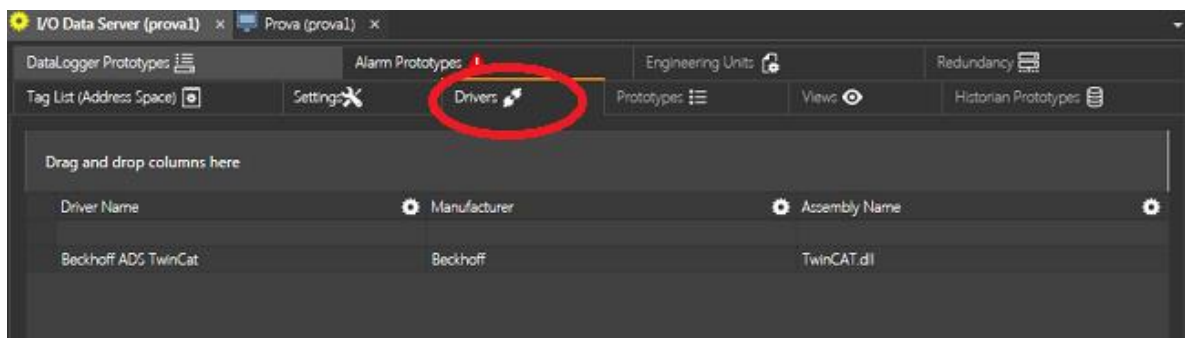 I/O Data Server (prova1) × Prova (prova1) ×
DataLogger Prototypes Alarm Prototypes Engineering Units Redundancy
Tag List (Address Space) Settings Drivers Prototypes Views Historian Prototypes
Drag and drop columns here
Driver Name Manufacturer Assembly Name
Beckhoff ADS TwinCat Beckhoff TwinCAT.dll